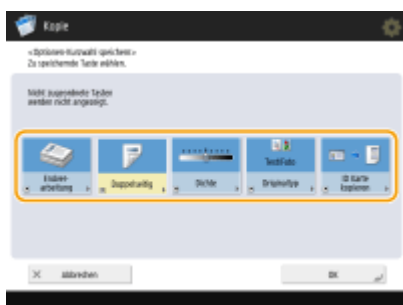 Kopie
<Optionen-Kurzwahl speichern>
Zu speichernde Taste wählen.
Nicht zugeordnete Tasten
werden nicht angezeigt.
Text/Foto
Doppelseitig
Dichte
Originaltyp
ID Karte
kopieren
arbeitung
Abbrechen
OK